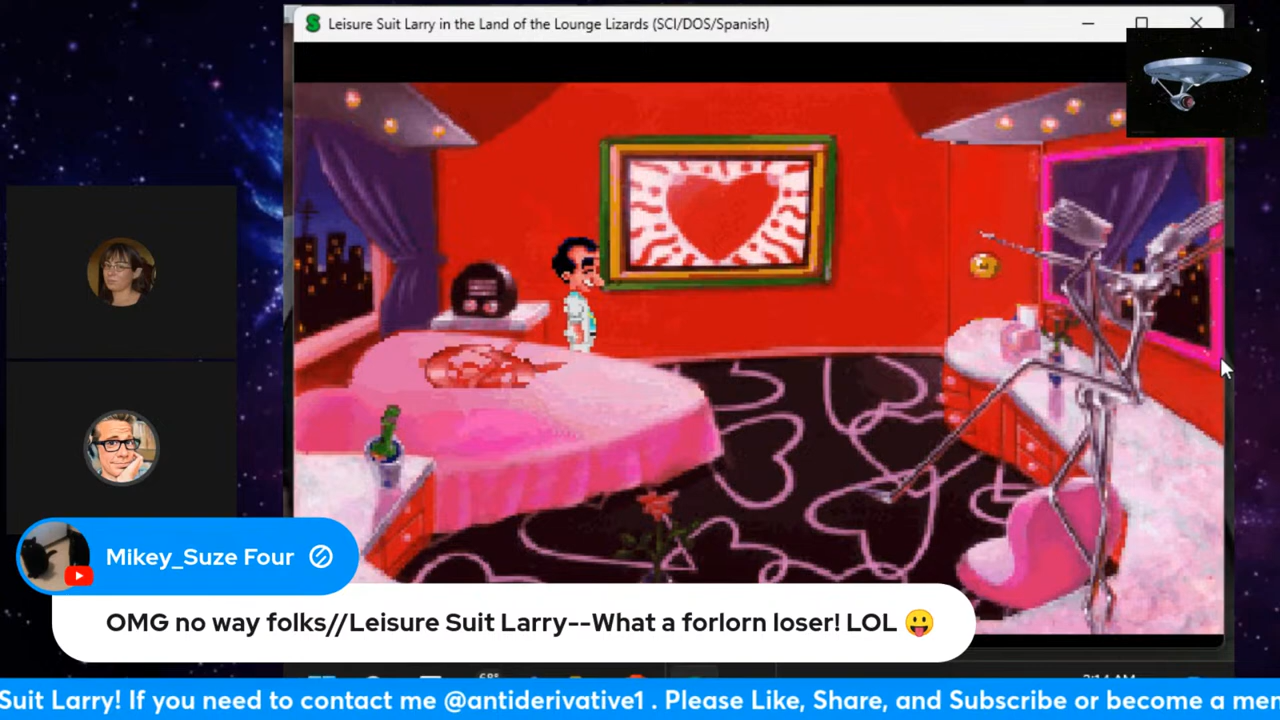 Leisure Suit Larry in the Land of the Lounge Lizards (SCI/DOS/Spanish)
Mikey_Suze Four
OMG no way folks//Leisure Suit Larry--What a forlorn loser! LOL 😛
Suit Larry! If you need to contact me @antiderivative1 . Please Like, Share, and Subscribe or become a mem